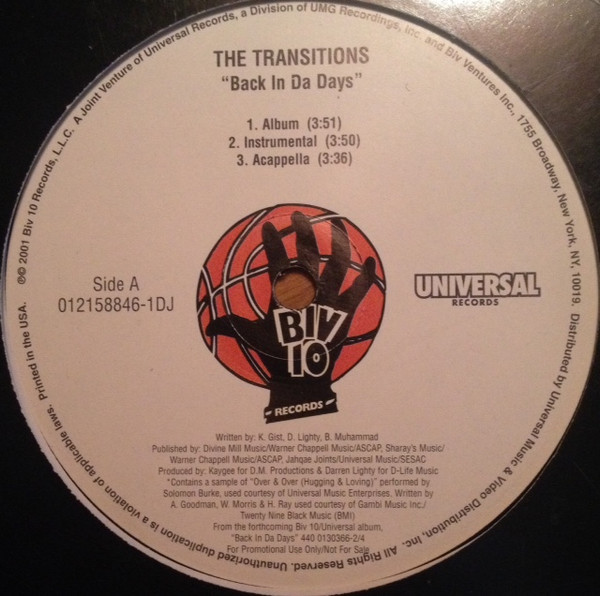 THE TRANSITIONS
"Back In Da Days"
1. Album (3:51)
2. Instrumental (3:50)
3. Acappella (3:36)
Side A
012158846-1DJ
BIV
10
RECORDS
UNIVERSAL
RECORDS
Written by: K. Gist, D. Lighty, B. Muhammad
Published by: Divine Mill Music/Warner Chappell Music/ASCAP, Sharay's Music/
Warner Chappell Music/ASCAP, Jahqae Joints/Universal Music/SESAC
Produced by: Kaygee for D.M. Productions & Darren Lighty for D-Life Music
*Contains a sample of "Over & Over (Hugging & Loving)" performed by
Solomon Burke, used courtesy of Universal Music Enterprises. Written by
A. Goodman, W. Morris & H. Ray used courtesy of Gambi Music Inc./
Twenty Nine Black Music (BMI)
From the forthcoming Biv 10/Universal album,
"Back In Da Days" 440 0130366-2/4
For Promotional Use Only/Not For Sale
℗© 2001 Biv 10 Records, L.L.C. A Joint Venture of Universal Records, a Division of UMG Recordings, Inc. and Biv Ventures Inc., 1755 Broadway, New York, NY, 10019. Distributed by Universal Music & Video Distribution, Inc. All Rights Reserved. Unauthorized duplication is a violation of applicable laws. Printed in the USA.